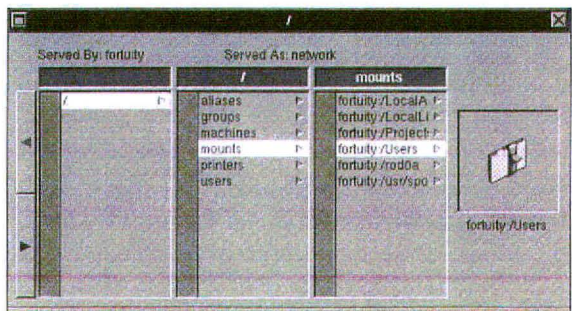 /
Served By: fortuity Served As: network
/ mounts
/
aliases
groups
machines
mounts
printers
users
fortuity:/LocalA
fortuity:/LocalLi
fortuity:/Project
fortuity:/Users
fortuity:/rod0a
fortuity:/usr/spo
fortuity:/Users